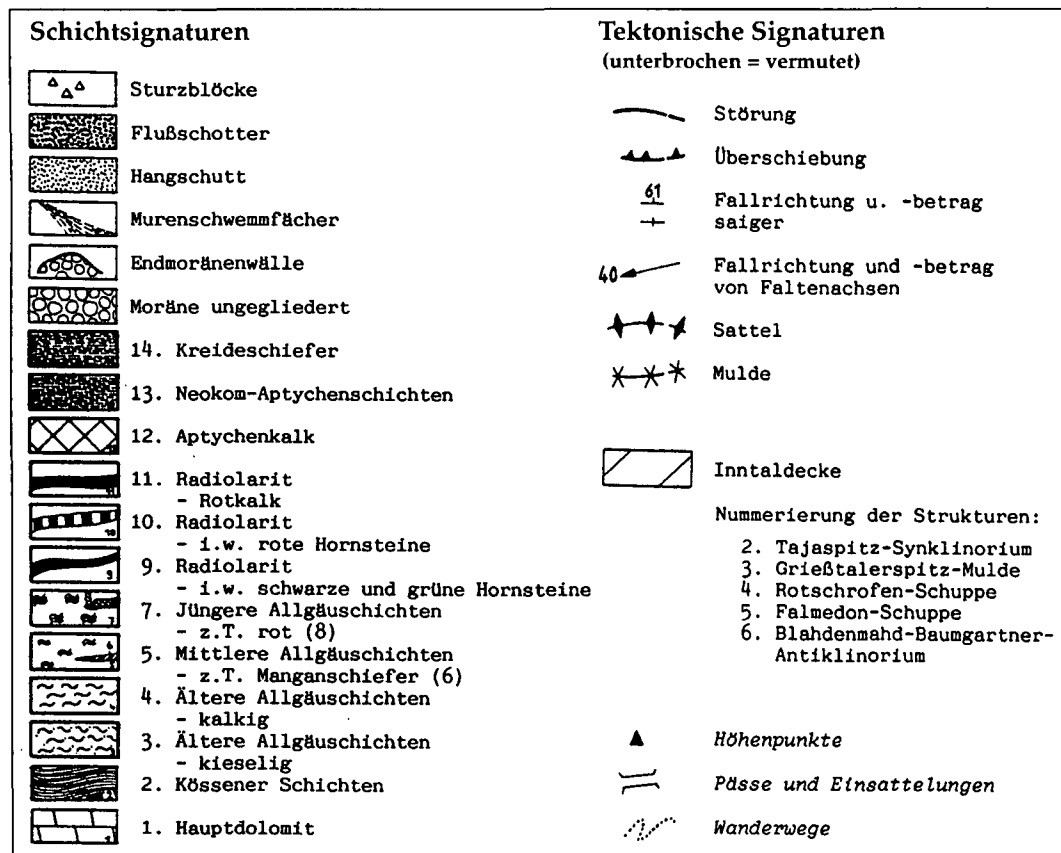 Schichtsignaturen
Sturzblöcke
Flußschotter
Hangschutt
Murenschwemmfächer
Endmoränenwälle
Moräne ungegliedert
14. Kreideschiefer
13. Neokom-Aptychenschichten
12. Aptychenkalk
11. Radiolarit
- Rotkalk
10. Radiolarit
- i.w. rote Hornsteine
9. Radiolarit
- i.w. schwarze und grüne Hornsteine
7. Jüngere Allgäuschichten
- z.T. rot (8)
5. Mittlere Allgäuschichten
- z.T. Manganschiefer (6)
4. Ältere Allgäuschichten
- kalkig
3. Ältere Allgäuschichten
- kieselig
2. Kössener Schichten
1. Hauptdolomit
Tektonische Signaturen
(unterbrochen = vermutet)
Störung
Überschiebung
61
Fallrichtung u. -betrag
saiger
40
Fallrichtung und -betrag
von Faltenachsen
Sattel
Mulde
Inntaldecke
Nummerierung der Strukturen:
2. Tajaspitz-Synklinorium
3. Grießtalerspitz-Mulde
4. Rotschrofen-Schuppe
5. Falmedon-Schuppe
6. Blahdenmahd-Baumgartner-
Antiklinorium
Höhenpunkte
Pässe und Einsattelungen
Wanderwege